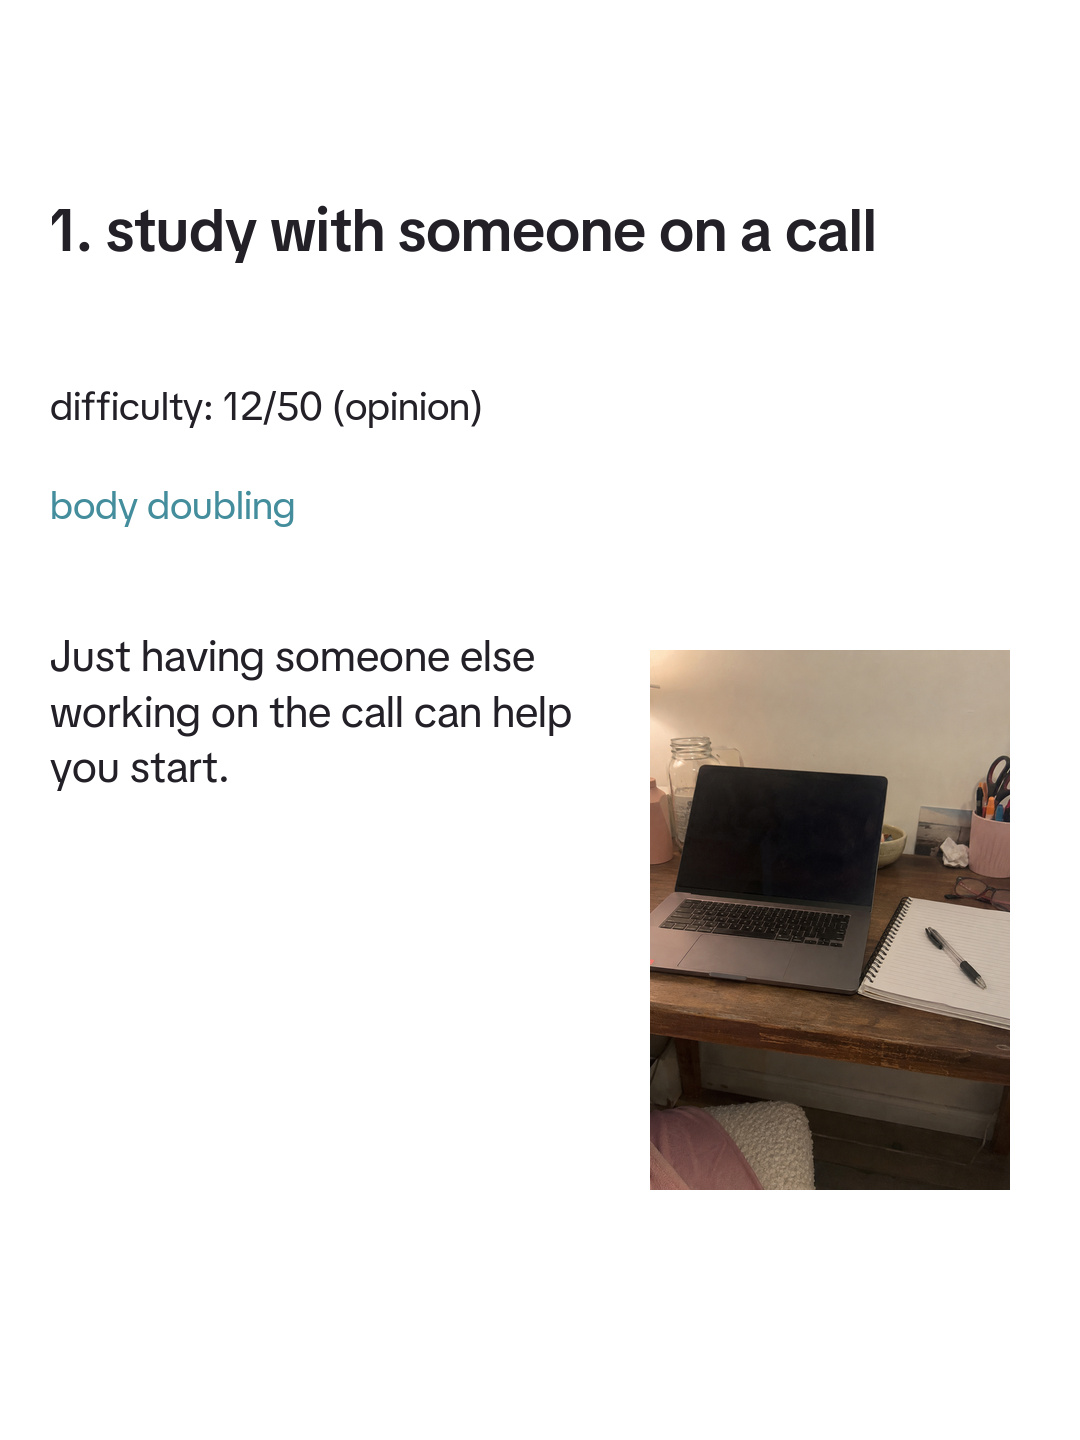 1. study with someone on a call
difficulty: 12/50 (opinion)
body doubling
Just having someone else
working on the call can help
you start.